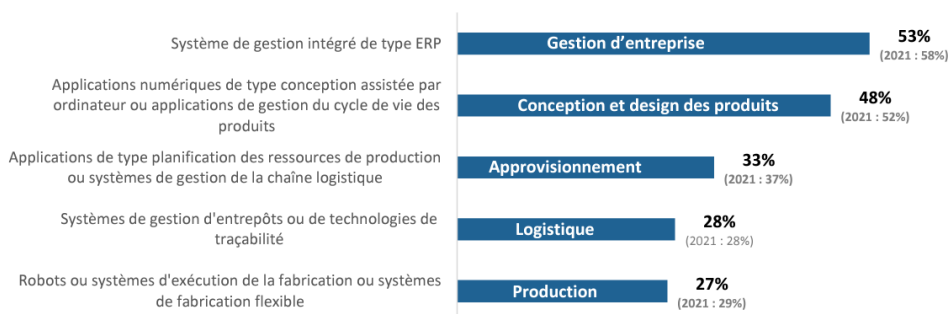 Système de gestion intégré de type ERP
Gestion d’entreprise
53%
(2021 : 58%)
Applications numériques de type conception assistée par
ordinateur ou applications de gestion du cycle de vie des
produits
Conception et design des produits
48%
(2021 : 52%)
Applications de type planification des ressources de production
ou systèmes de gestion de la chaîne logistique
Approvisionnement
33%
(2021 : 37%)
Systèmes de gestion d'entrepôts ou de technologies de
traçabilité
Logistique
28%
(2021 : 28%)
Robots ou systèmes d'exécution de la fabrication ou systèmes
de fabrication flexible
Production
27%
(2021 : 29%)